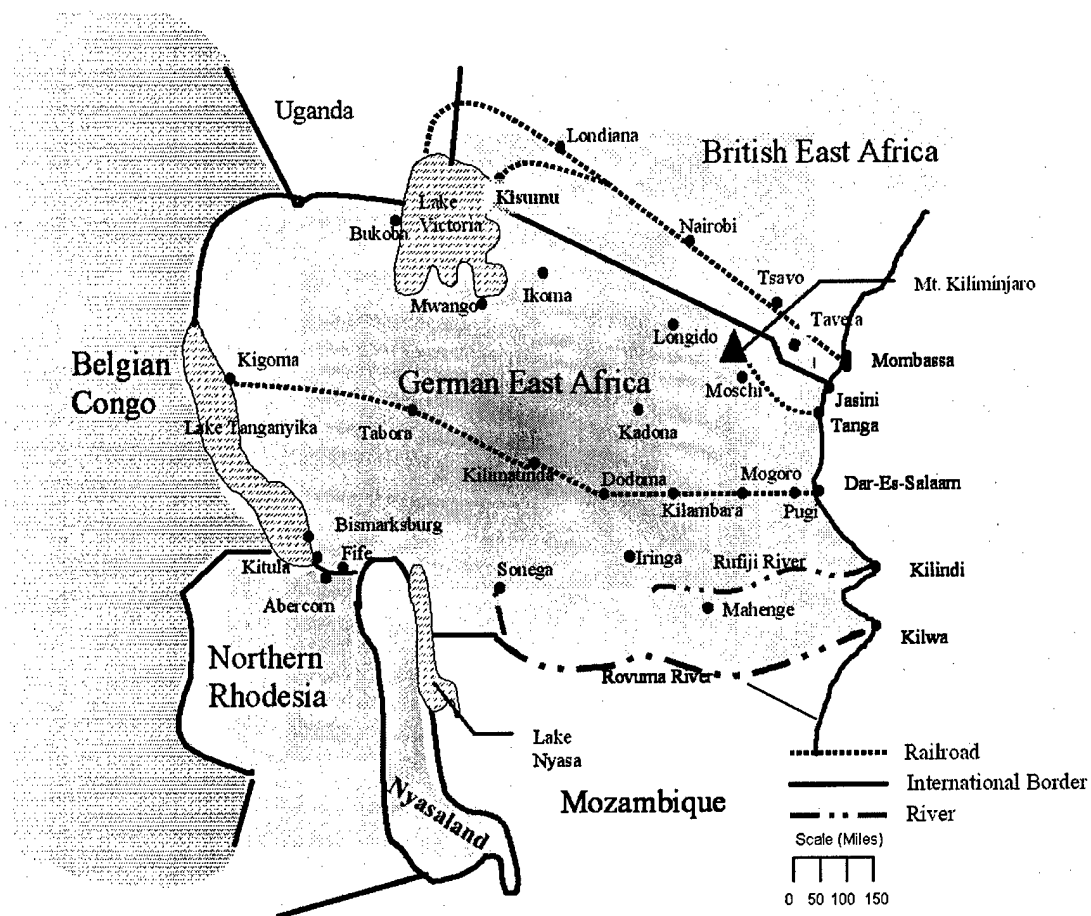 Uganda
Londiana
British East Africa
Kisumu
Lake
Victoria
Bukoba
Nairobi
Tsavo
Mt. Kiliminjaro
Ikoma
Mwango
Longido
Taveta
Mombassa
Belgian
Congo
Kigoma
German East Africa
Moschi
Jasini
Tanga
Lake Tanganyika
Tabora
Kadona
Kilimatinda
Dodoma
Mogoro
Dar-Es-Salaam
Kilambara
Pugi
Bismarksburg
Fife
Kitula
Sonega
Iringa
Rufiji River
Kilindi
Abercorn
Mahenge
Kilwa
Northern
Rhodesia
Rovuma River
Lake
Nyasa
Nyasaland
Mozambique
Railroad
International Border
River
Scale (Miles)
0 50 100 150